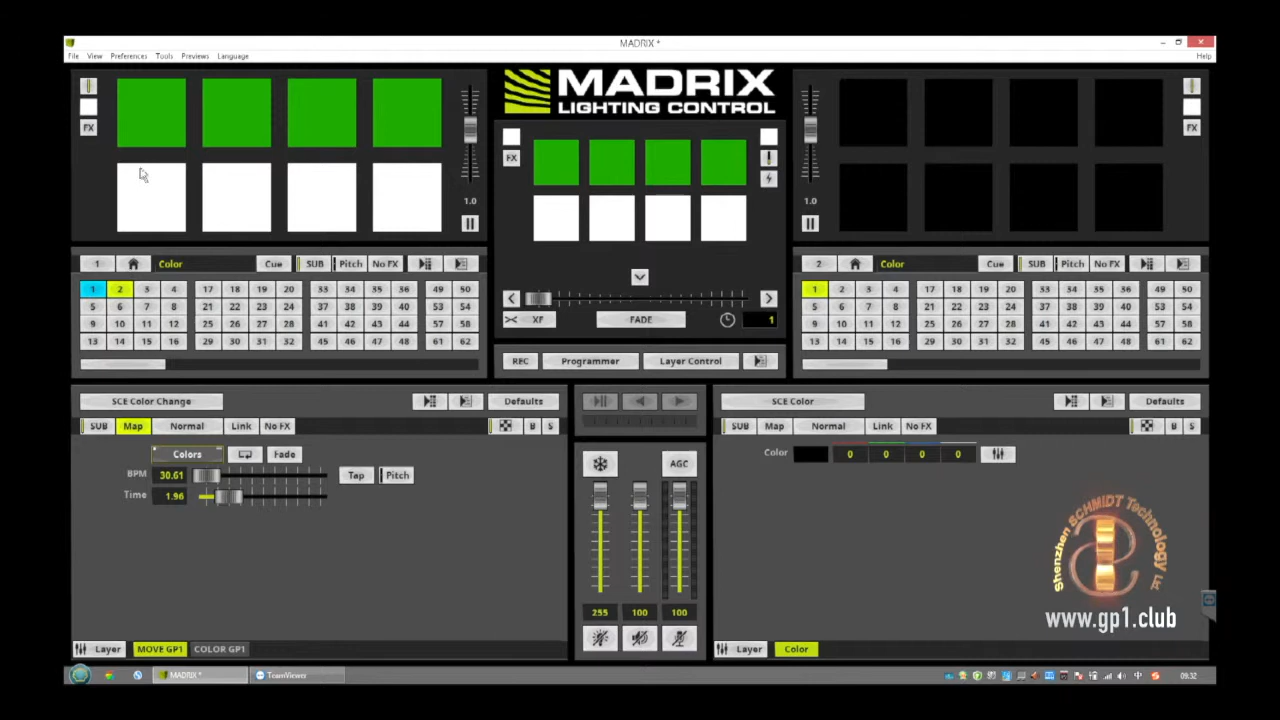 MADRIX *
File View Preferences Tools Previews Language Help
MADRIX
LIGHTING CONTROL
FX FX FX
1.0 1.0
1 Color Cue SUB Pitch No FX
2 Color Cue SUB Pitch No FX
1 2 3 4 17 18 19 20 33 34 35 36 49 50
5 6 7 8 21 22 23 24 37 38 39 40 53 54
9 10 11 12 25 26 27 28 41 42 43 44 57 58
13 14 15 16 29 30 31 32 45 46 47 48 61 62
XF FADE 1
REC Programmer Layer Control
1 2 3 4 17 18 19 20 33 34 35 36 49 50
5 6 7 8 21 22 23 24 37 38 39 40 53 54
9 10 11 12 25 26 27 28 41 42 43 44 57 58
13 14 15 16 29 30 31 32 45 46 47 48 61 62
SCE Color Change Defaults
SUB Map Normal Link No FX B S
Colors Fade
BPM 30.61 Tap Pitch
Time 1.96
Layer MOVE GP1 COLOR GP1
AGC
255 100 100
SCE Color Defaults
SUB Map Normal Link No FX B S
Color 0 0 0 0
Shenzhen SCHMIDT Technology Llc
www.gp1.club
Layer Color
MADRIX * TeamViewer 中 09:32